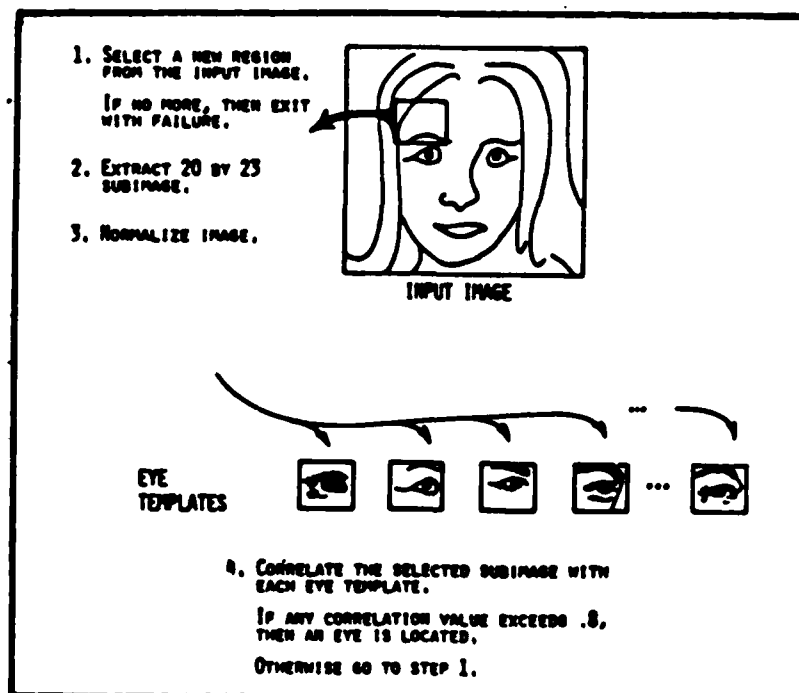 1. SELECT A NEW REGION
FROM THE INPUT IMAGE.
IF NO MORE, THEN EXIT
WITH FAILURE.
2. EXTRACT 20 BY 23
SUBIMAGE.
3. NORMALIZE IMAGE.
INPUT IMAGE
...
EYE
TEMPLATES
...
4. CORRELATE THE SELECTED SUBIMAGE WITH
EACH EYE TEMPLATE.
IF ANY CORRELATION VALUE EXCEEDS .8,
THEN AN EYE IS LOCATED.
OTHERWISE GO TO STEP 1.